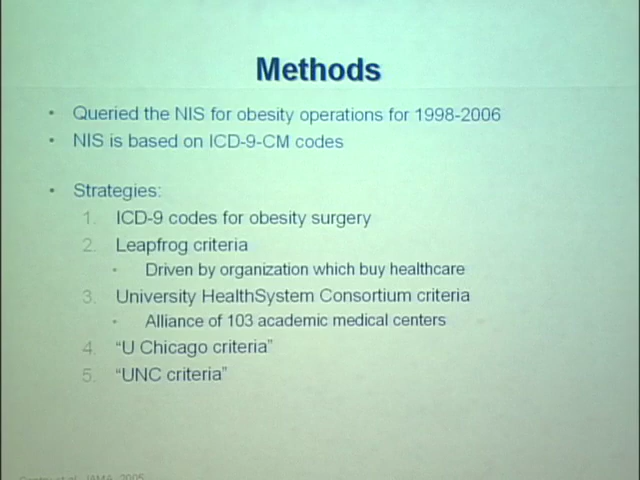 Methods
• Queried the NIS for obesity operations for 1998-2006
• NIS is based on ICD-9-CM codes
• Strategies:
1. ICD-9 codes for obesity surgery
2. Leapfrog criteria
• Driven by organization which buy healthcare
3. University HealthSystem Consortium criteria
• Alliance of 103 academic medical centers
4. “U Chicago criteria”
5. “UNC criteria”
JAMA 2005